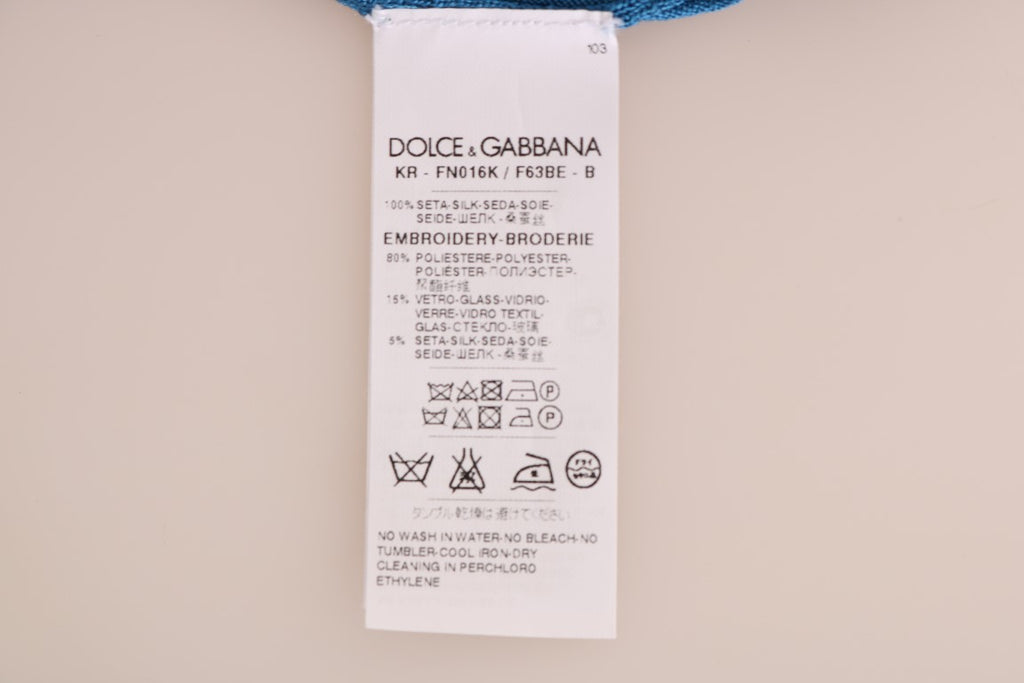 103
DOLCE & GABBANA
KR - FN016K / F63BE - B
100% SETA-SILK-SEDA-SOIE-
SEIDE-ШЕЛК - 桑蚕丝
EMBROIDERY-BRODERIE
80% POLIESTERE-POLYESTER-
POLIÉSTER-ПОЛИЭСТЕР-
聚酯纤维
15% VETRO-GLASS-VIDRIO-
VERRE-VIDRO TEXTIL-
GLAS-СТЕКЛО-玻璃
5% SETA-SILK-SEDA-SOIE-
SEIDE-ШЕЛК - 桑蚕丝
P
P
ドライ
タンブル乾燥は避けてください
NO WASH IN WATER-NO BLEACH-NO
TUMBLER-COOL IRON-DRY
CLEANING IN PERCHLORO
ETHYLENE